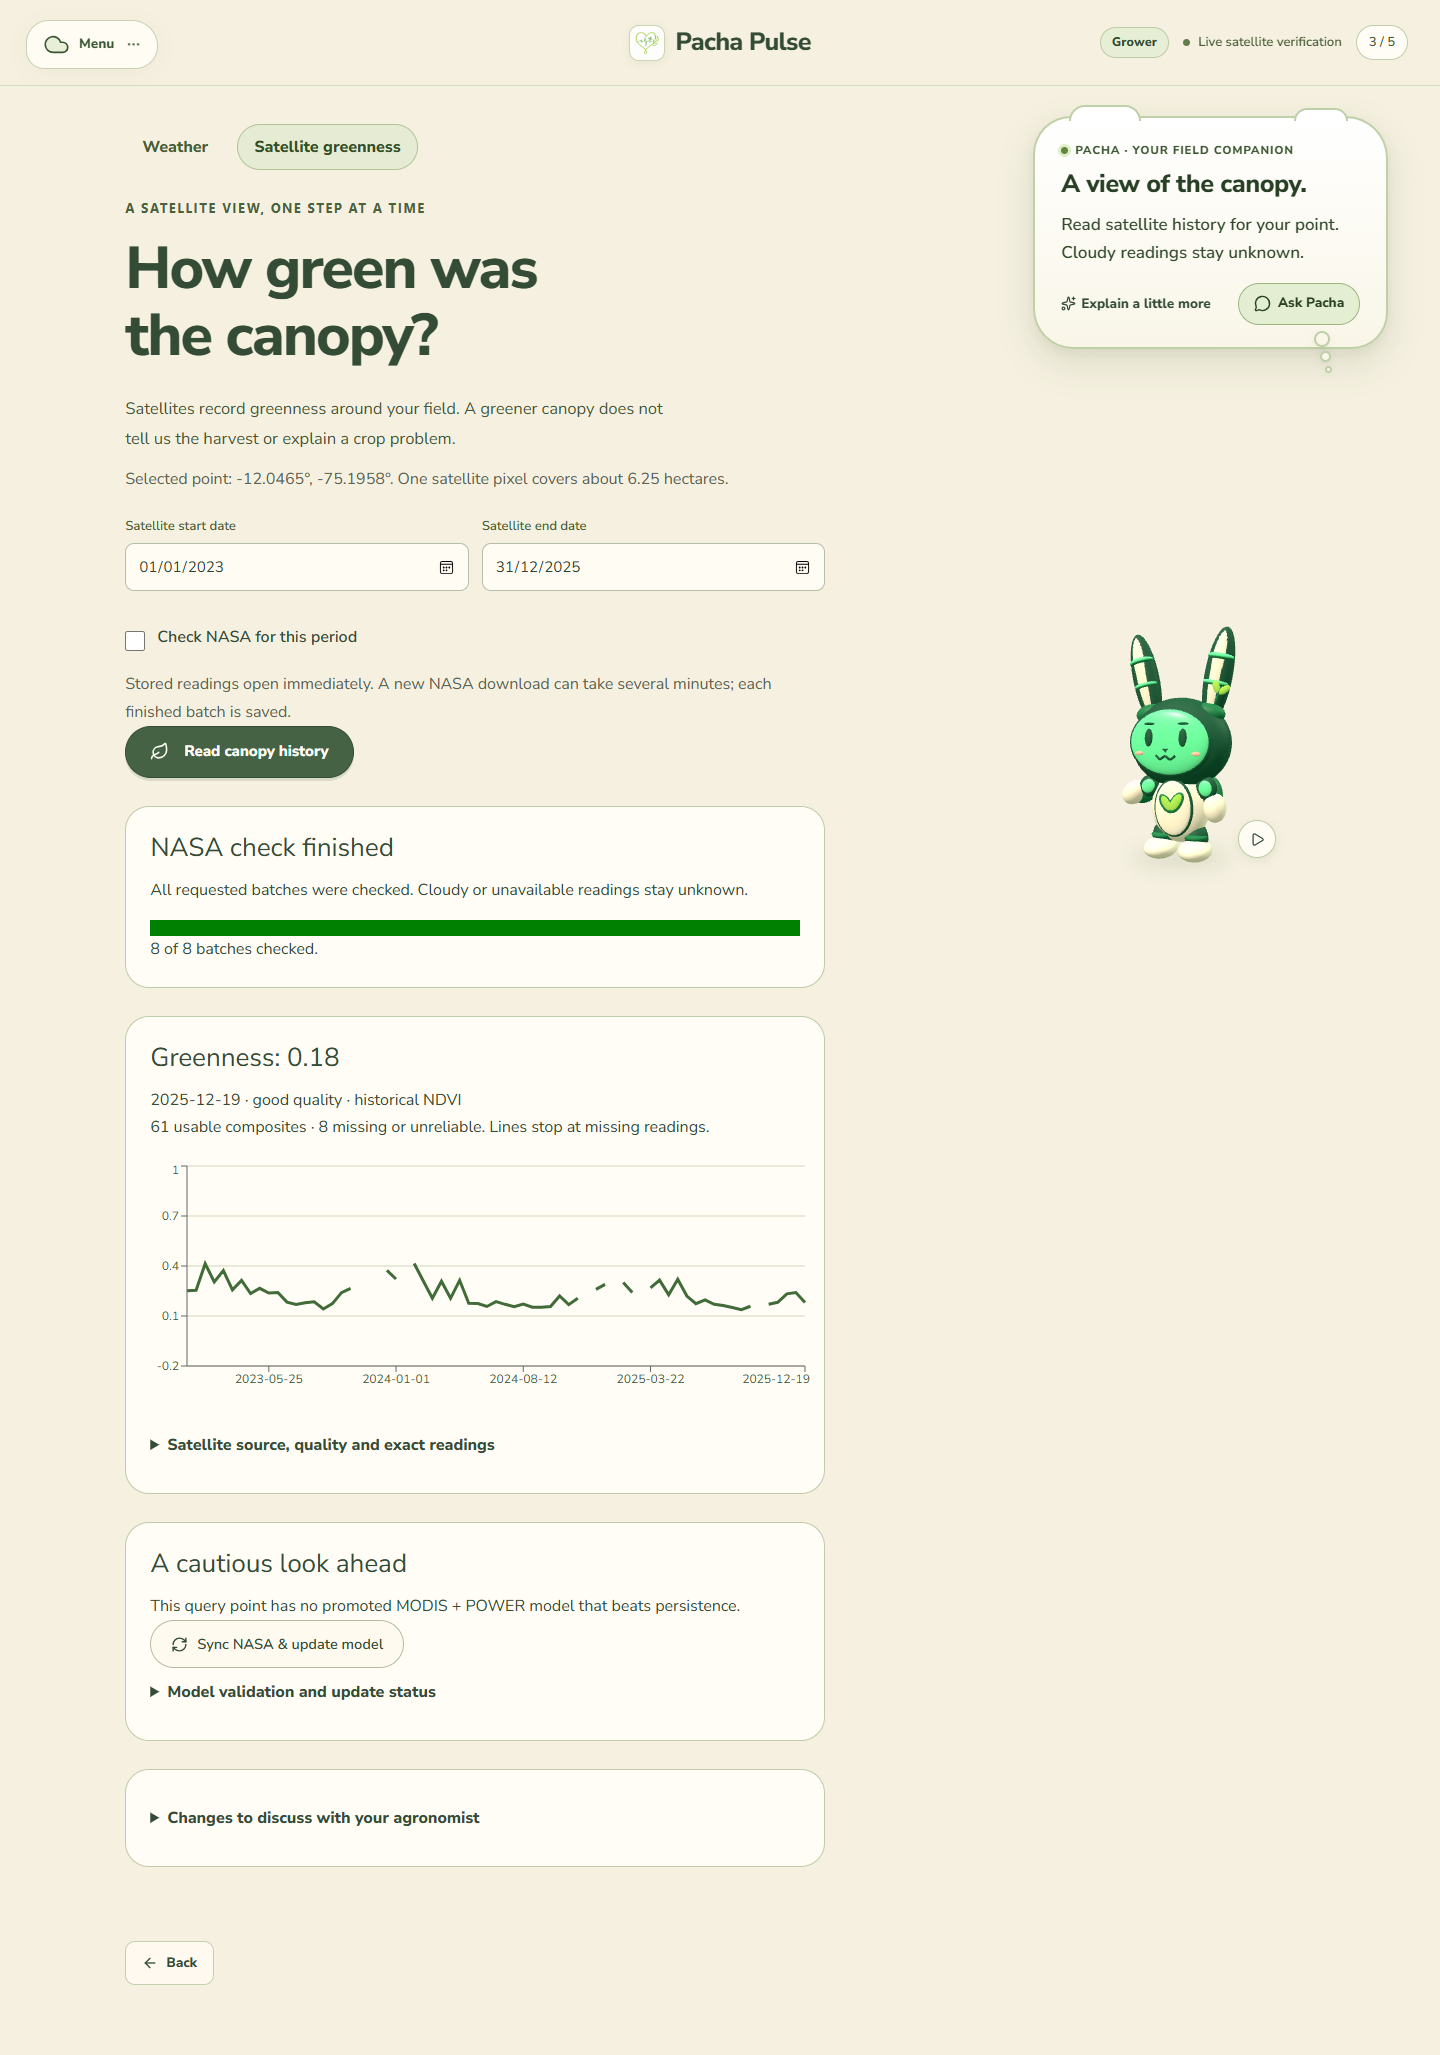 Menu ···
Pacha Pulse
Grower
Live satellite verification
3 / 5
Weather
Satellite greenness
PACHA · YOUR FIELD COMPANION
A view of the canopy.
Read satellite history for your point.
Cloudy readings stay unknown.
Explain a little more
Ask Pacha
A SATELLITE VIEW, ONE STEP AT A TIME
How green was
the canopy?
Satellites record greenness around your field. A greener canopy does not
tell us the harvest or explain a crop problem.
Selected point: -12.0465°, -75.1958°. One satellite pixel covers about 6.25 hectares.
Satellite start date
Satellite end date
01/01/2023
31/12/2025
Check NASA for this period
Stored readings open immediately. A new NASA download can take several minutes; each
finished batch is saved.
Read canopy history
NASA check finished
All requested batches were checked. Cloudy or unavailable readings stay unknown.
8 of 8 batches checked.
Greenness: 0.18
2025-12-19 · good quality · historical NDVI
61 usable composites · 8 missing or unreliable. Lines stop at missing readings.
1
0.7
0.4
0.1
-0.2
2023-05-25
2024-01-01
2024-08-12
2025-03-22
2025-12-19
Satellite source, quality and exact readings
A cautious look ahead
This query point has no promoted MODIS + POWER model that beats persistence.
Sync NASA & update model
Model validation and update status
Changes to discuss with your agronomist
Back